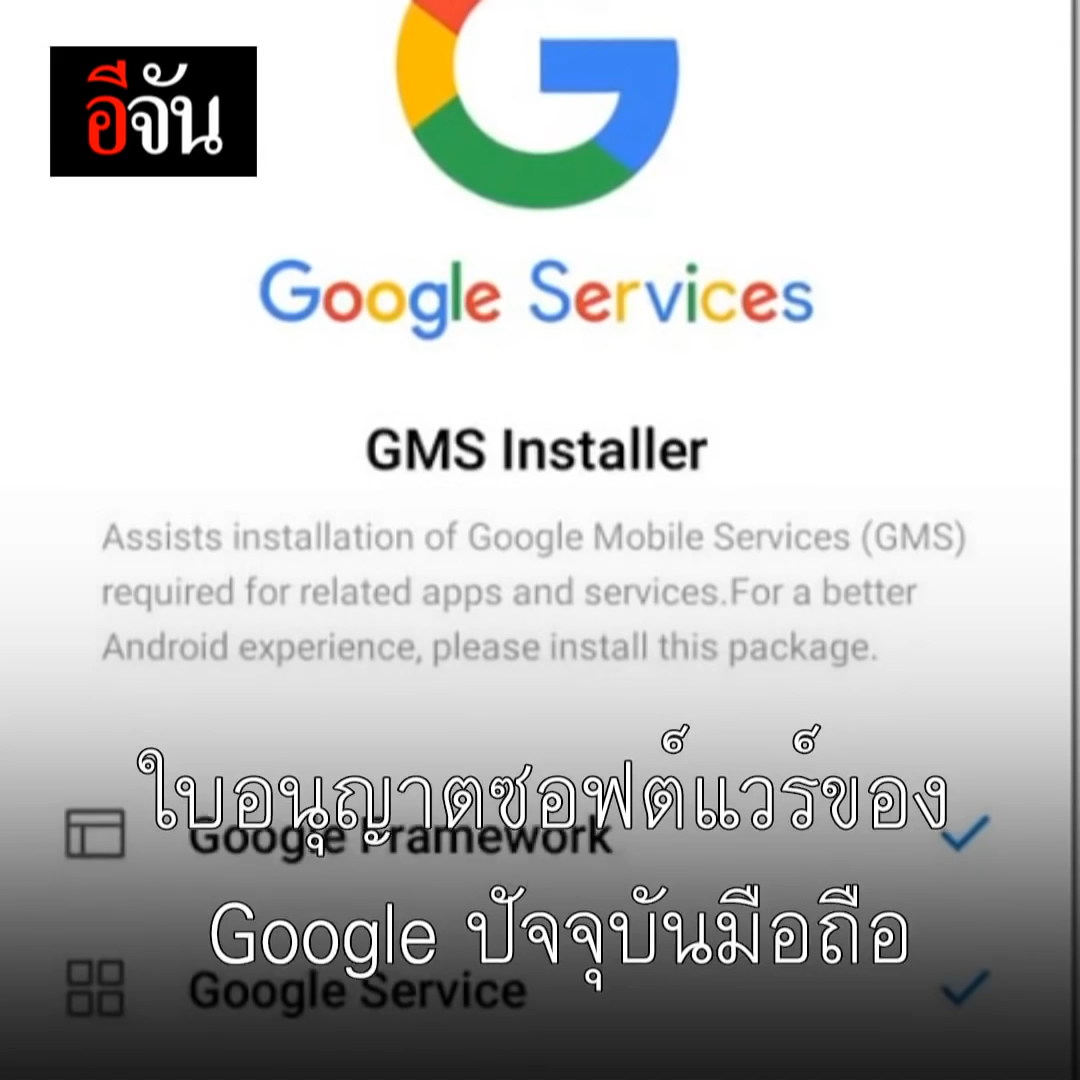 อีจัน
Google Services
GMS Installer
Assists installation of Google Mobile Services (GMS)
required for related apps and services.For a better
Android experience, please install this package.
ใบอนุญาตซอฟต์แวร์ของ
Google Framework
Google ปัจจุบันมือถือ
Google Service